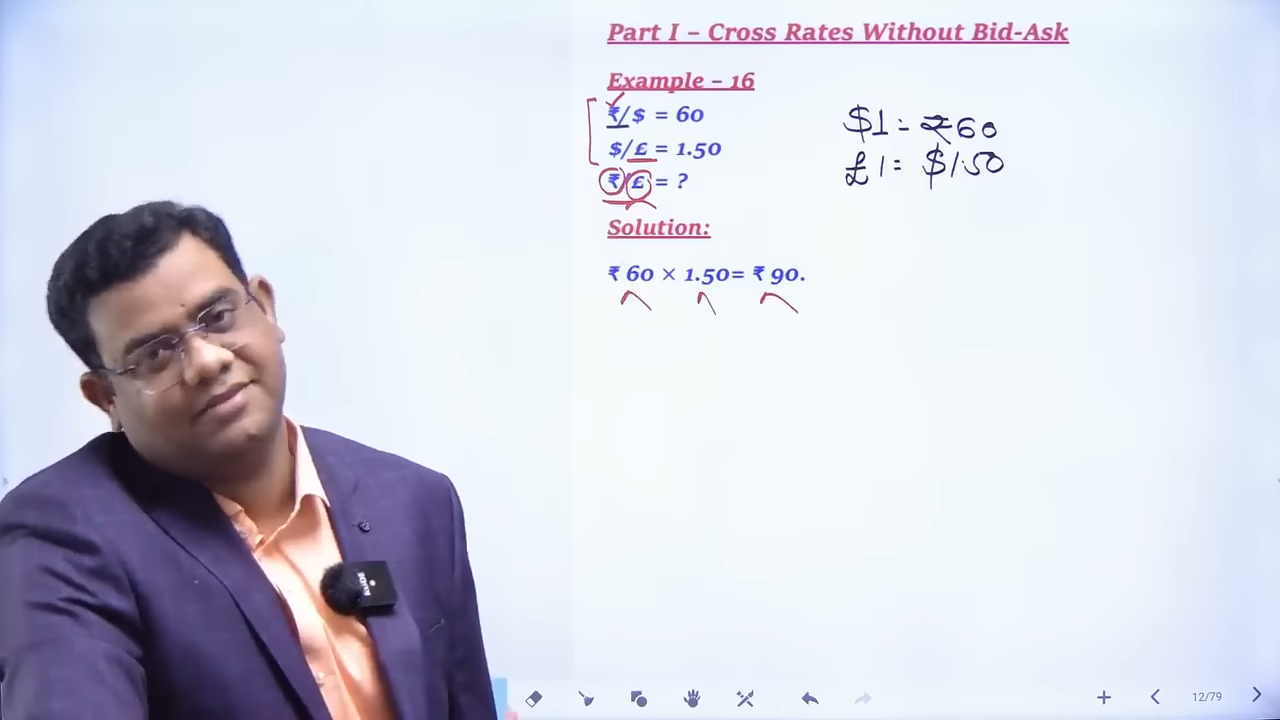 Part I – Cross Rates Without Bid-Ask
Example – 16
₹/$ = 60
$/£ = 1.50
₹/£ = ?
$1 = ₹60
£1 = $1.50
Solution:
₹ 60 × 1.50= ₹ 90.
RODE
12/79